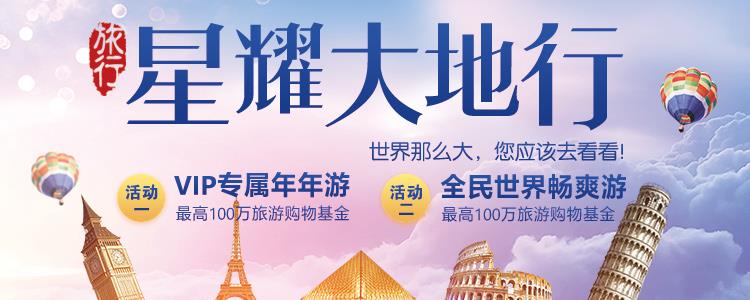 旅行
星耀大地行
世界那么大，您应该去看看!
活动一
VIP专属年年游
最高100万旅游购物基金
活动二
全民世界畅爽游
最高100万旅游购物基金